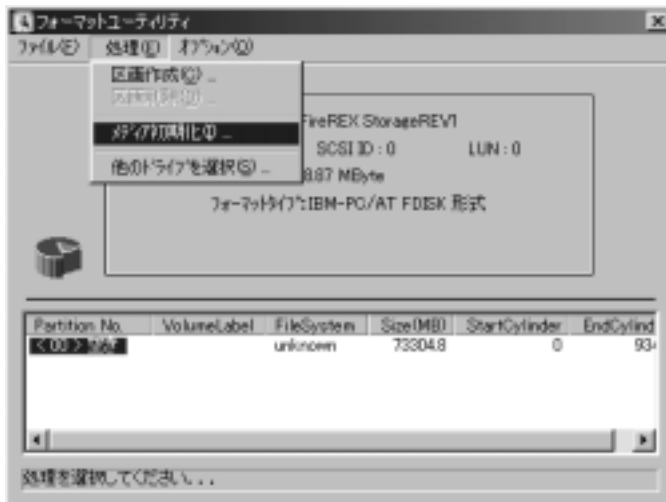 フォーマットユーティリティ
ファイル(F) 処理(E) オプション(O)
区画作成(C) ...
メディア初期化(I) ...
他のドライブを選択(S) ...
FireREX StorageREV1
SCSI ID : 0 LUN : 0
8.87 MByte
フォーマットタイプ: IBM-PC/AT FDISK 形式
Partition No. VolumeLabel FileSystem Size(MB) StartCylinder EndCylind
< 00 > unknown 73304.8 0 934
処理を選択してください...